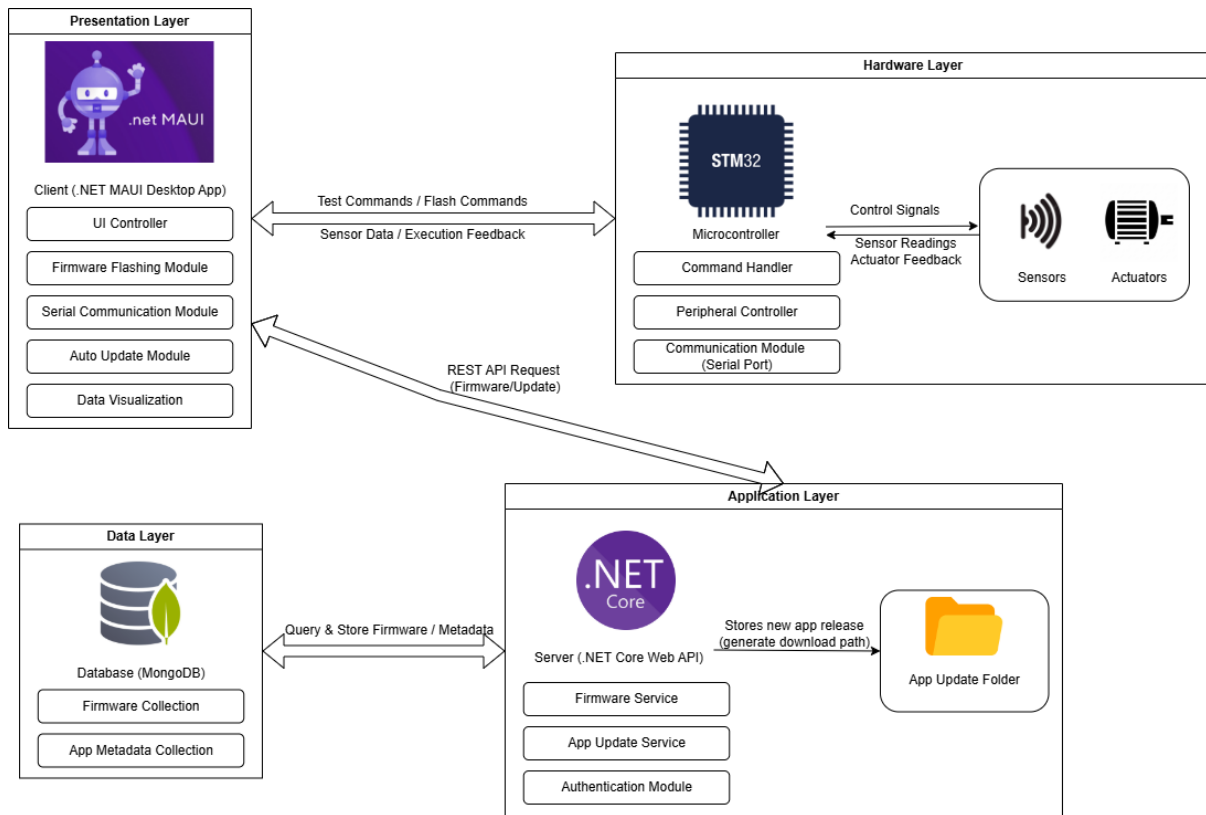 Presentation Layer
.net MAUI
Client (.NET MAUI Desktop App)
UI Controller
Firmware Flashing Module
Serial Communication Module
Auto Update Module
Data Visualization
Test Commands / Flash Commands
Sensor Data / Execution Feedback
Hardware Layer
STM32
Microcontroller
Command Handler
Peripheral Controller
Communication Module
(Serial Port)
Control Signals
Sensor Readings
Actuator Feedback
Sensors
Actuators
REST API Request
(Firmware/Update)
Data Layer
Database (MongoDB)
Firmware Collection
App Metadata Collection
Query & Store Firmware / Metadata
Application Layer
.NET
Core
Server (.NET Core Web API)
Firmware Service
App Update Service
Authentication Module
Stores new app release
(generate download path)
App Update Folder